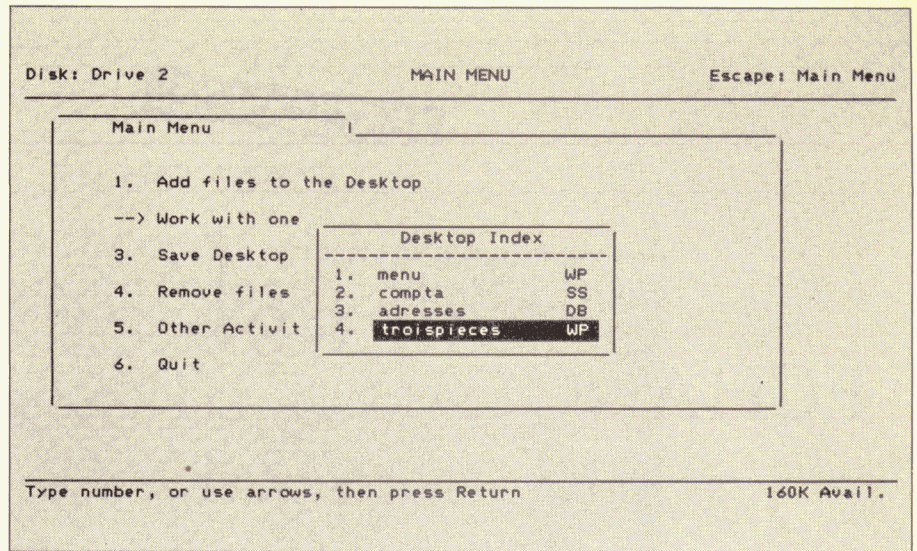 Disk: Drive 2 MAIN MENU Escape: Main Menu
Main Menu
1. Add files to the Desktop
--> Work with one
3. Save Desktop
4. Remove files
5. Other Activit
6. Quit
Desktop Index
1. menu WP
2. compta SS
3. adresses DB
4. troispieces WP
Type number, or use arrows, then press Return 160K Avail.